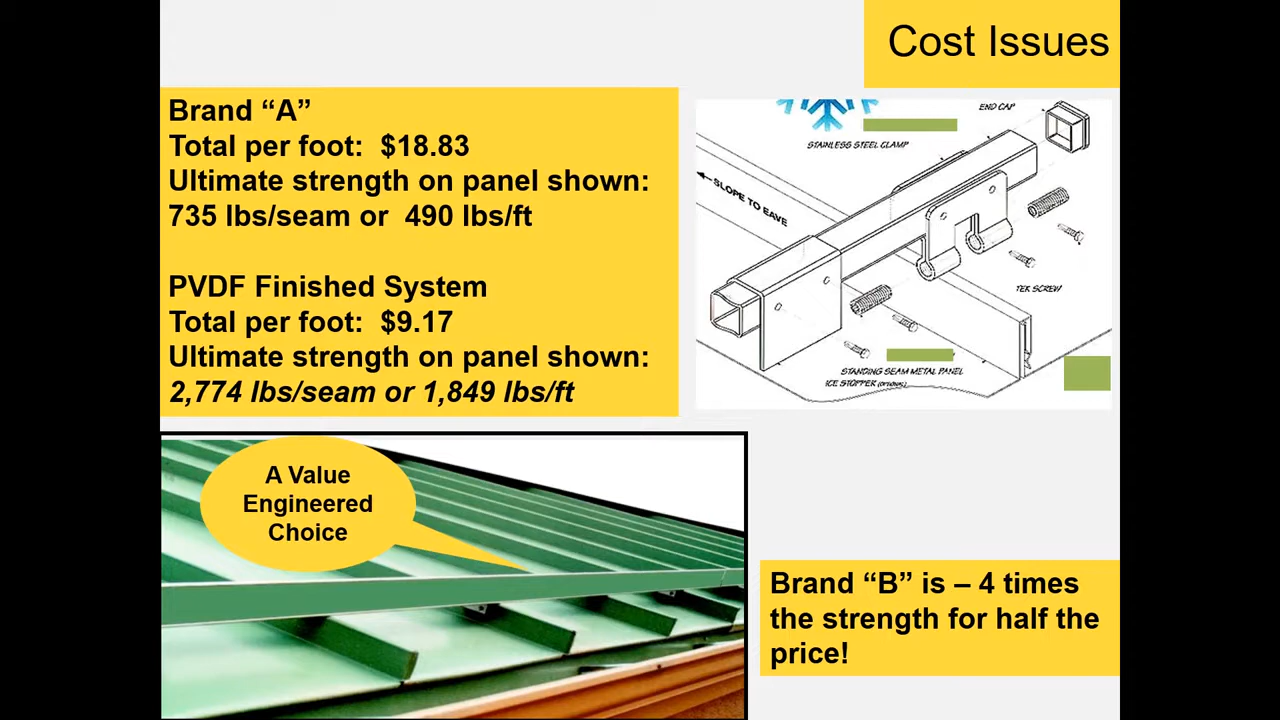 Cost Issues
Brand “A”
Total per foot:  $18.83
Ultimate strength on panel shown:
735 lbs/seam or  490 lbs/ft
PVDF Finished System
Total per foot:  $9.17
Ultimate strength on panel shown:
2,774 lbs/seam or 1,849 lbs/ft
END CAP
STAINLESS STEEL CLAMP
SLOPE TO EAVE
TEK SCREW
STANDING SEAM METAL PANEL
ICE STOPPER
A Value
Engineered
Choice
Brand “B” is – 4 times
the strength for half the
price!